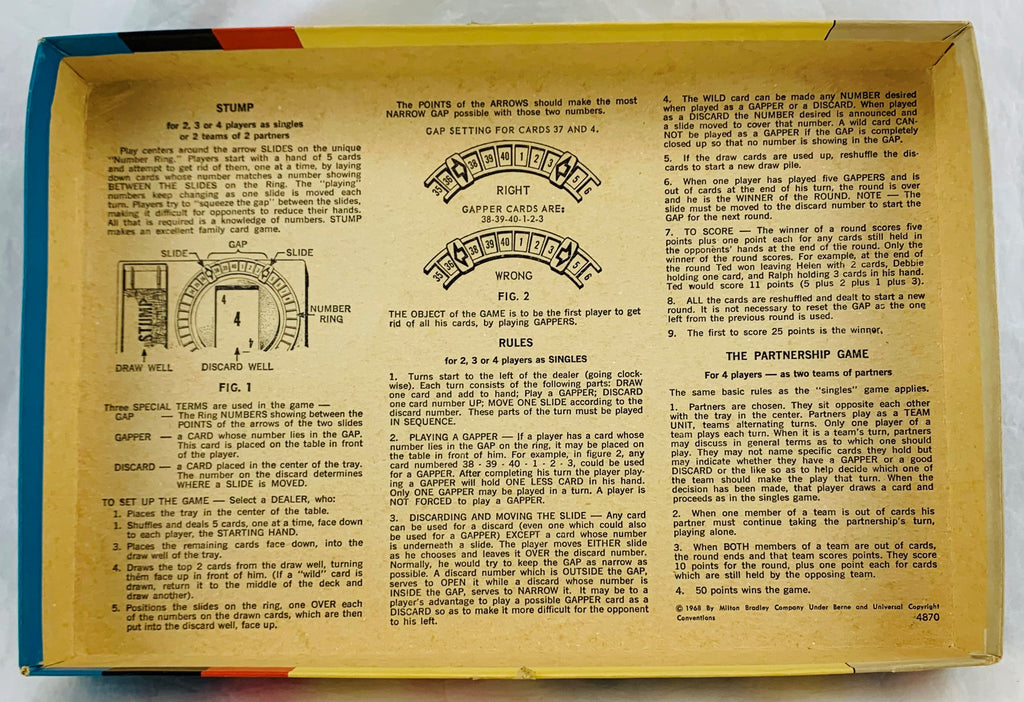 STUMP
for 2, 3 or 4 players as singles
or 2 teams of 2 partners
Play centers around the arrow SLIDES on the unique
"Number Ring." Players start with a hand of 5 cards
and attempt to get rid of them, one at a time, by laying
down cards whose number matches a number showing
BETWEEN THE SLIDES on the Ring. The "playing"
numbers keep changing as one slide is moved each
turn. Players try to "squeeze the gap" between the slides,
making it difficult for opponents to reduce their hands.
All that is required is a knowledge of numbers. STUMP
makes an excellent family card game.
GAP
SLIDE
SLIDE
STUMP
4
4
4
NUMBER
RING
DRAW WELL
DISCARD WELL
FIG. 1
Three SPECIAL TERMS are used in the game —
GAP — The Ring NUMBERS showing between the
POINTS of the arrows of the two slides
GAPPER — a CARD whose number lies in the GAP.
This card is placed on the table in front
of the player.
DISCARD — a CARD placed in the center of the tray.
The number on the discard determines
WHERE a SLIDE is MOVED.
TO SET UP THE GAME — Select a DEALER, who:
1. Places the tray in the center of the table.
1. Shuffles and deals 5 cards, one at a time, face down
to each player, the STARTING HAND.
3. Places the remaining cards face down, into the
draw well of the tray.
4. Draws the top 2 cards from the draw well, turning
them face up in front of him. (If a "wild" card is
drawn, return it to the middle of the deck and
draw another).
5. Positions the slides on the ring, one OVER each
of the numbers on the drawn cards, which are then
put into the discard well, face up.
The POINTS of the ARROWS should make the most
NARROW GAP possible with those two numbers.
GAP SETTING FOR CARDS 37 AND 4.
35 36 38 39 40 1 2 3 5 6
RIGHT
GAPPER CARDS ARE:
38-39-40-1-2-3
35 36 38 39 40 1 2 3 5 6
WRONG
FIG. 2
THE OBJECT of the GAME is to be the first player to get
rid of all his cards, by playing GAPPERS.
RULES
for 2, 3 or 4 players as SINGLES
1. Turns start to the left of the dealer (going clock-
wise). Each turn consists of the following parts: DRAW
one card and add to hand; Play a GAPPER; DISCARD
one card number UP; MOVE ONE SLIDE according to the
discard number. These parts of the turn must be played
IN SEQUENCE.
2. PLAYING A GAPPER — If a player has a card whose
number lies in the GAP on the ring, it may be placed on
the table in front of him. For example, in figure 2, any
card numbered 38 - 39 - 40 - 1 - 2 - 3, could be used
for a GAPPER. After completing his turn the player play-
ing a GAPPER will hold ONE LESS CARD in his hand.
Only ONE GAPPER may be played in a turn. A player is
NOT FORCED to play a GAPPER.
3. DISCARDING AND MOVING THE SLIDE — Any card
can be used for a discard (even one which could also
be used for a GAPPER) EXCEPT a card whose number
is underneath a slide. The player moves EITHER slide
as he chooses and leaves it OVER the discard number.
Normally, he would try to keep the GAP as narrow as
possible. A discard number which is OUTSIDE the GAP,
serves to OPEN it while a discard whose number is
INSIDE the GAP, serves to NARROW it. It may be to a
player's advantage to play a possible GAPPER card as a
DISCARD so as to make it more difficult for the opponent
to his left.
4. The WILD card can be made any NUMBER desired
when played as a GAPPER or a DISCARD. When played
as a DISCARD the NUMBER desired is announced and
a slide moved to cover that number. A wild card CAN-
NOT be played as a GAPPER if the GAP is completely
closed up so that no number is showing in the GAP.
5. If the draw cards are used up, reshuffle the dis-
cards to start a new draw pile.
6. When one player has played five GAPPERS and is
out of cards at the end of his turn, the round is over
and he is the WINNER of the ROUND. NOTE — The
slide must be moved to the discard number to start the
GAP for the next round.
7. TO SCORE — The winner of a round scores five
points plus one point each for any cards still held in
the opponents' hands at the end of the round. Only the
winner of the round scores. For example, at the end of
the round Ted won leaving Helen with 2 cards, Debbie
holding one card, and Ralph holding 3 cards in his hand.
Ted would score 11 points (5 plus 2 plus 1 plus 3).
8. ALL the cards are reshuffled and dealt to start a new
round. It is not necessary to reset the GAP as the one
left from the previous round is used.
9. The first to score 25 points is the winner.
THE PARTNERSHIP GAME
For 4 players — as two teams of partners
The same basic rules as the "singles" game applies.
1. Partners are chosen. They sit opposite each other
with the tray in the center. Partners play as a TEAM
UNIT, teams alternating turns. Only one player of a
team plays each turn. When it is a team's turn, partners
may discuss in general terms as to which one should
play. They may not name specific cards they hold but
may indicate whether they have a GAPPER or a good
DISCARD or the like so as to help decide which one of
the team should make the play that turn. When the
decision has been made, that player draws a card and
proceeds as in the singles game.
2. When one member of a team is out of cards his
partner must continue taking the partnership's turn,
playing alone.
3. When BOTH members of a team are out of cards,
the round ends and that team scores points. They score
10 points for the round, plus one point each for cards
which are still held by the opposing team.
4. 50 points wins the game.
© 1968 By Milton Bradley Company Under Berne and Universal Copyright
Conventions
4870